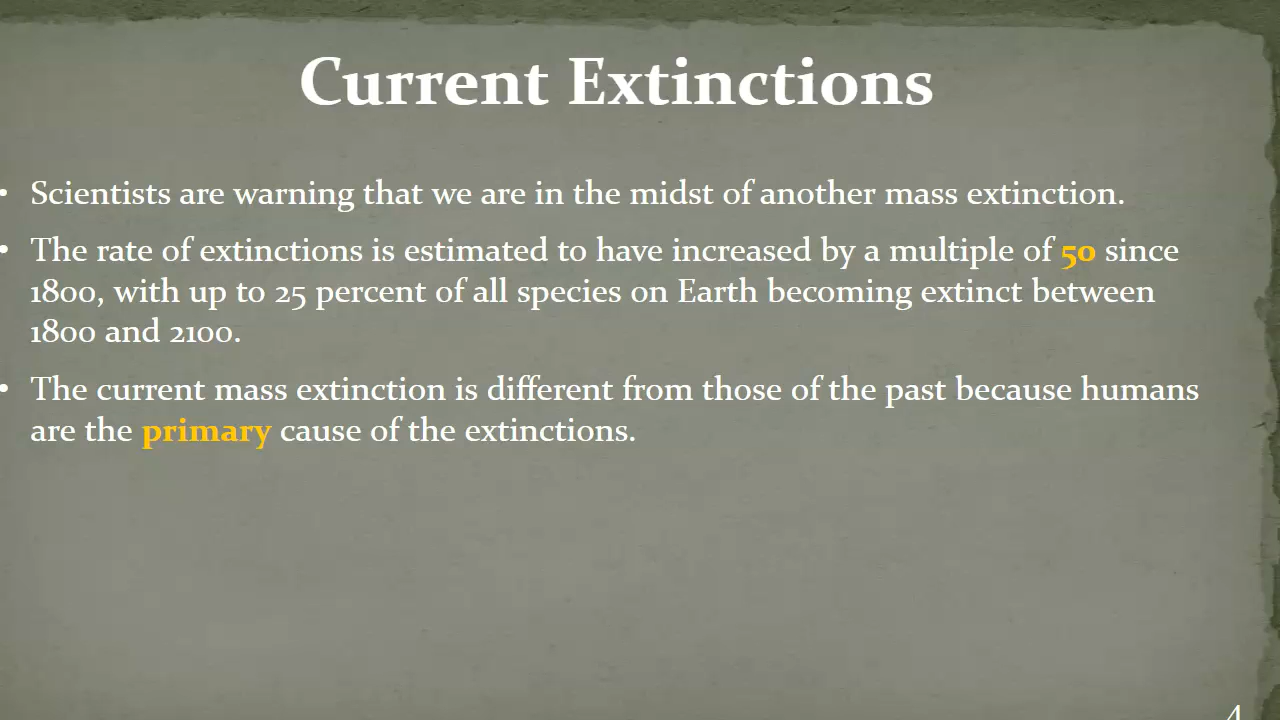 Current Extinctions
• Scientists are warning that we are in the midst of another mass extinction.
• The rate of extinctions is estimated to have increased by a multiple of 50 since
1800, with up to 25 percent of all species on Earth becoming extinct between
1800 and 2100.
• The current mass extinction is different from those of the past because humans
are the primary cause of the extinctions.
4